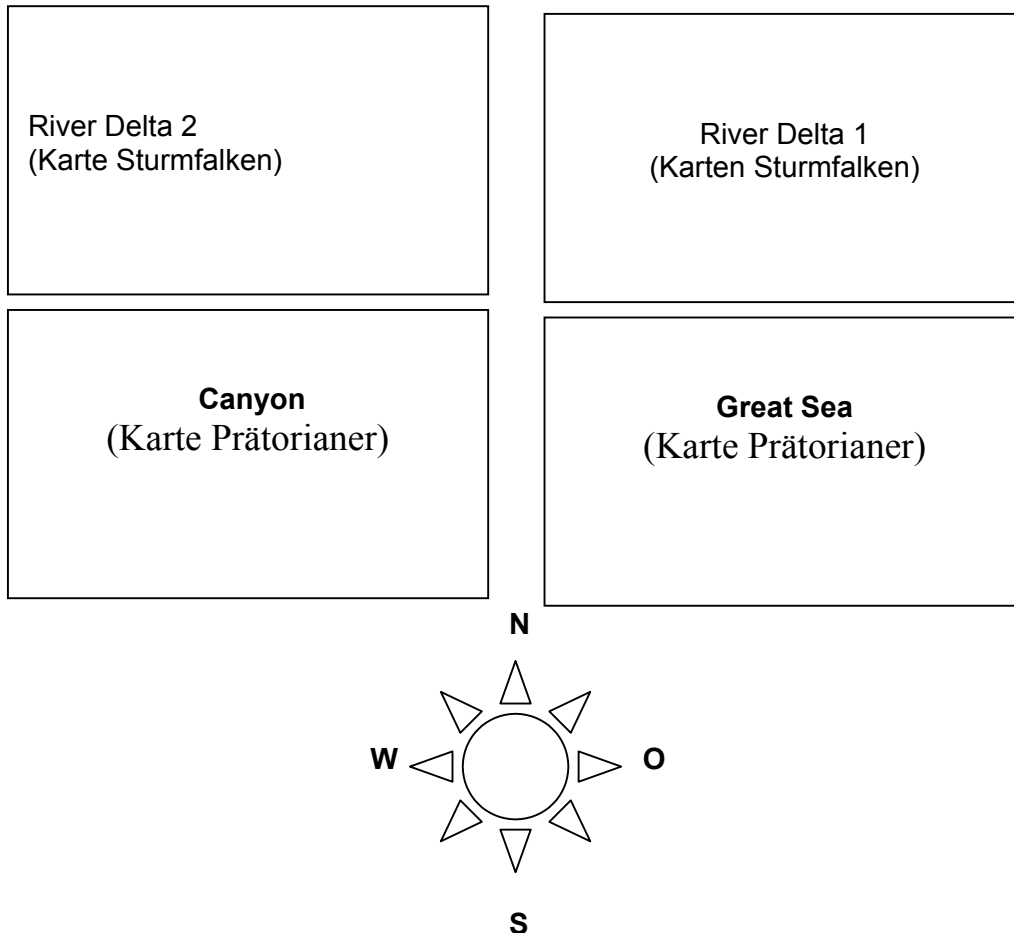 River Delta 2
(Karte Sturmfalken)
River Delta 1
(Karten Sturmfalken)
Canyon
(Karte Prätorianer)
Great Sea
(Karte Prätorianer)
N
W
O
S